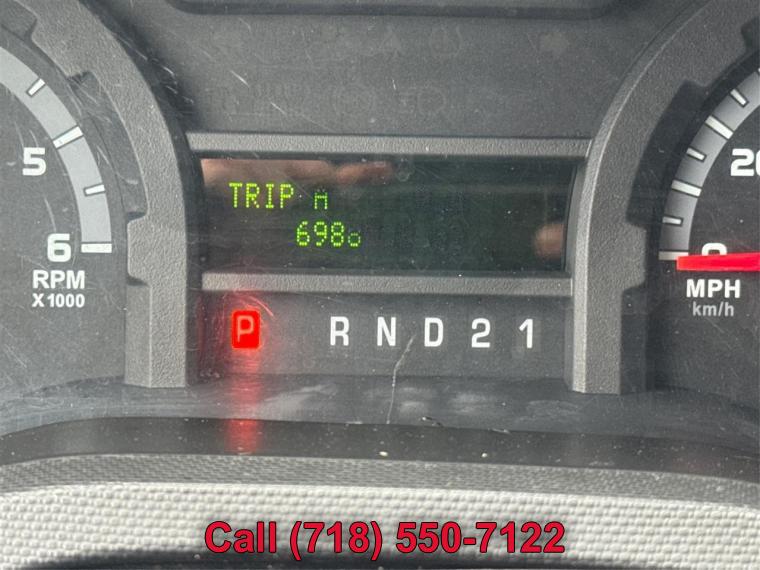 TRIP A
698
5
6
RPM
X1000
20
0
MPH
km/h
P R N D 2 1
Call (718) 550-7122